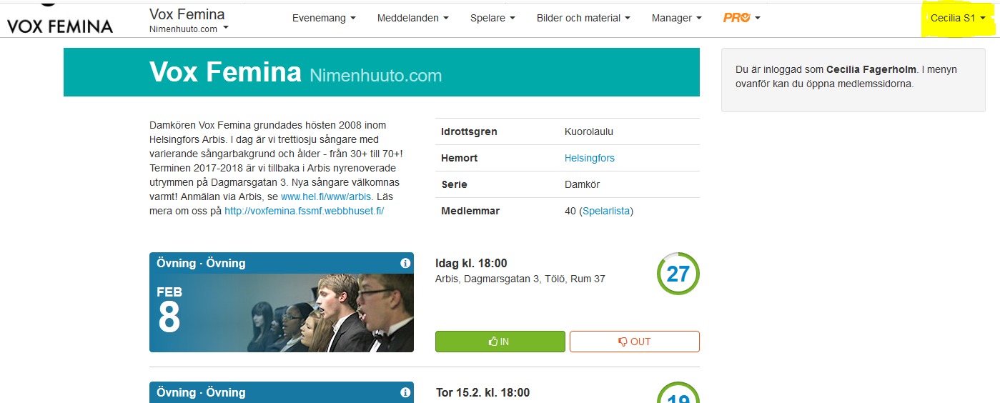 VOX FEMINA
Vox Femina
Nimenhuuto.com
Evenemang
Meddelanden
Spelare
Bilder och material
Manager
PRO
Cecilia S1
Vox Femina Nimenhuuto.com
Du är inloggad som Cecilia Fagerholm. I menyn
ovanför kan du öppna medlemssidorna.
Damkören Vox Femina grundades hösten 2008 inom
Helsingfors Arbis. I dag är vi trettiosju sångare med
varierande sångarbakgrund och ålder - från 30+ till 70+!
Terminen 2017-2018 är vi tillbaka i Arbis nyrenoverade
utrymmen på Dagmarsgatan 3. Nya sångare välkomnas
varmt! Anmälan via Arbis, se www.hel.fi/www/arbis. Läs
mera om oss på http://voxfemina.fssmf.webbhuset.fi/
Idrottsgren Kuorolaulu
Hemort Helsingfors
Serie Damkör
Medlemmar 40 (Spelarlista)
Övning · Övning
FEB
8
Idag kl. 18:00
Arbis, Dagmarsgatan 3, Tölö, Rum 37
27
IN
OUT
Övning · Övning
Tor 15.2. kl. 18:00
19